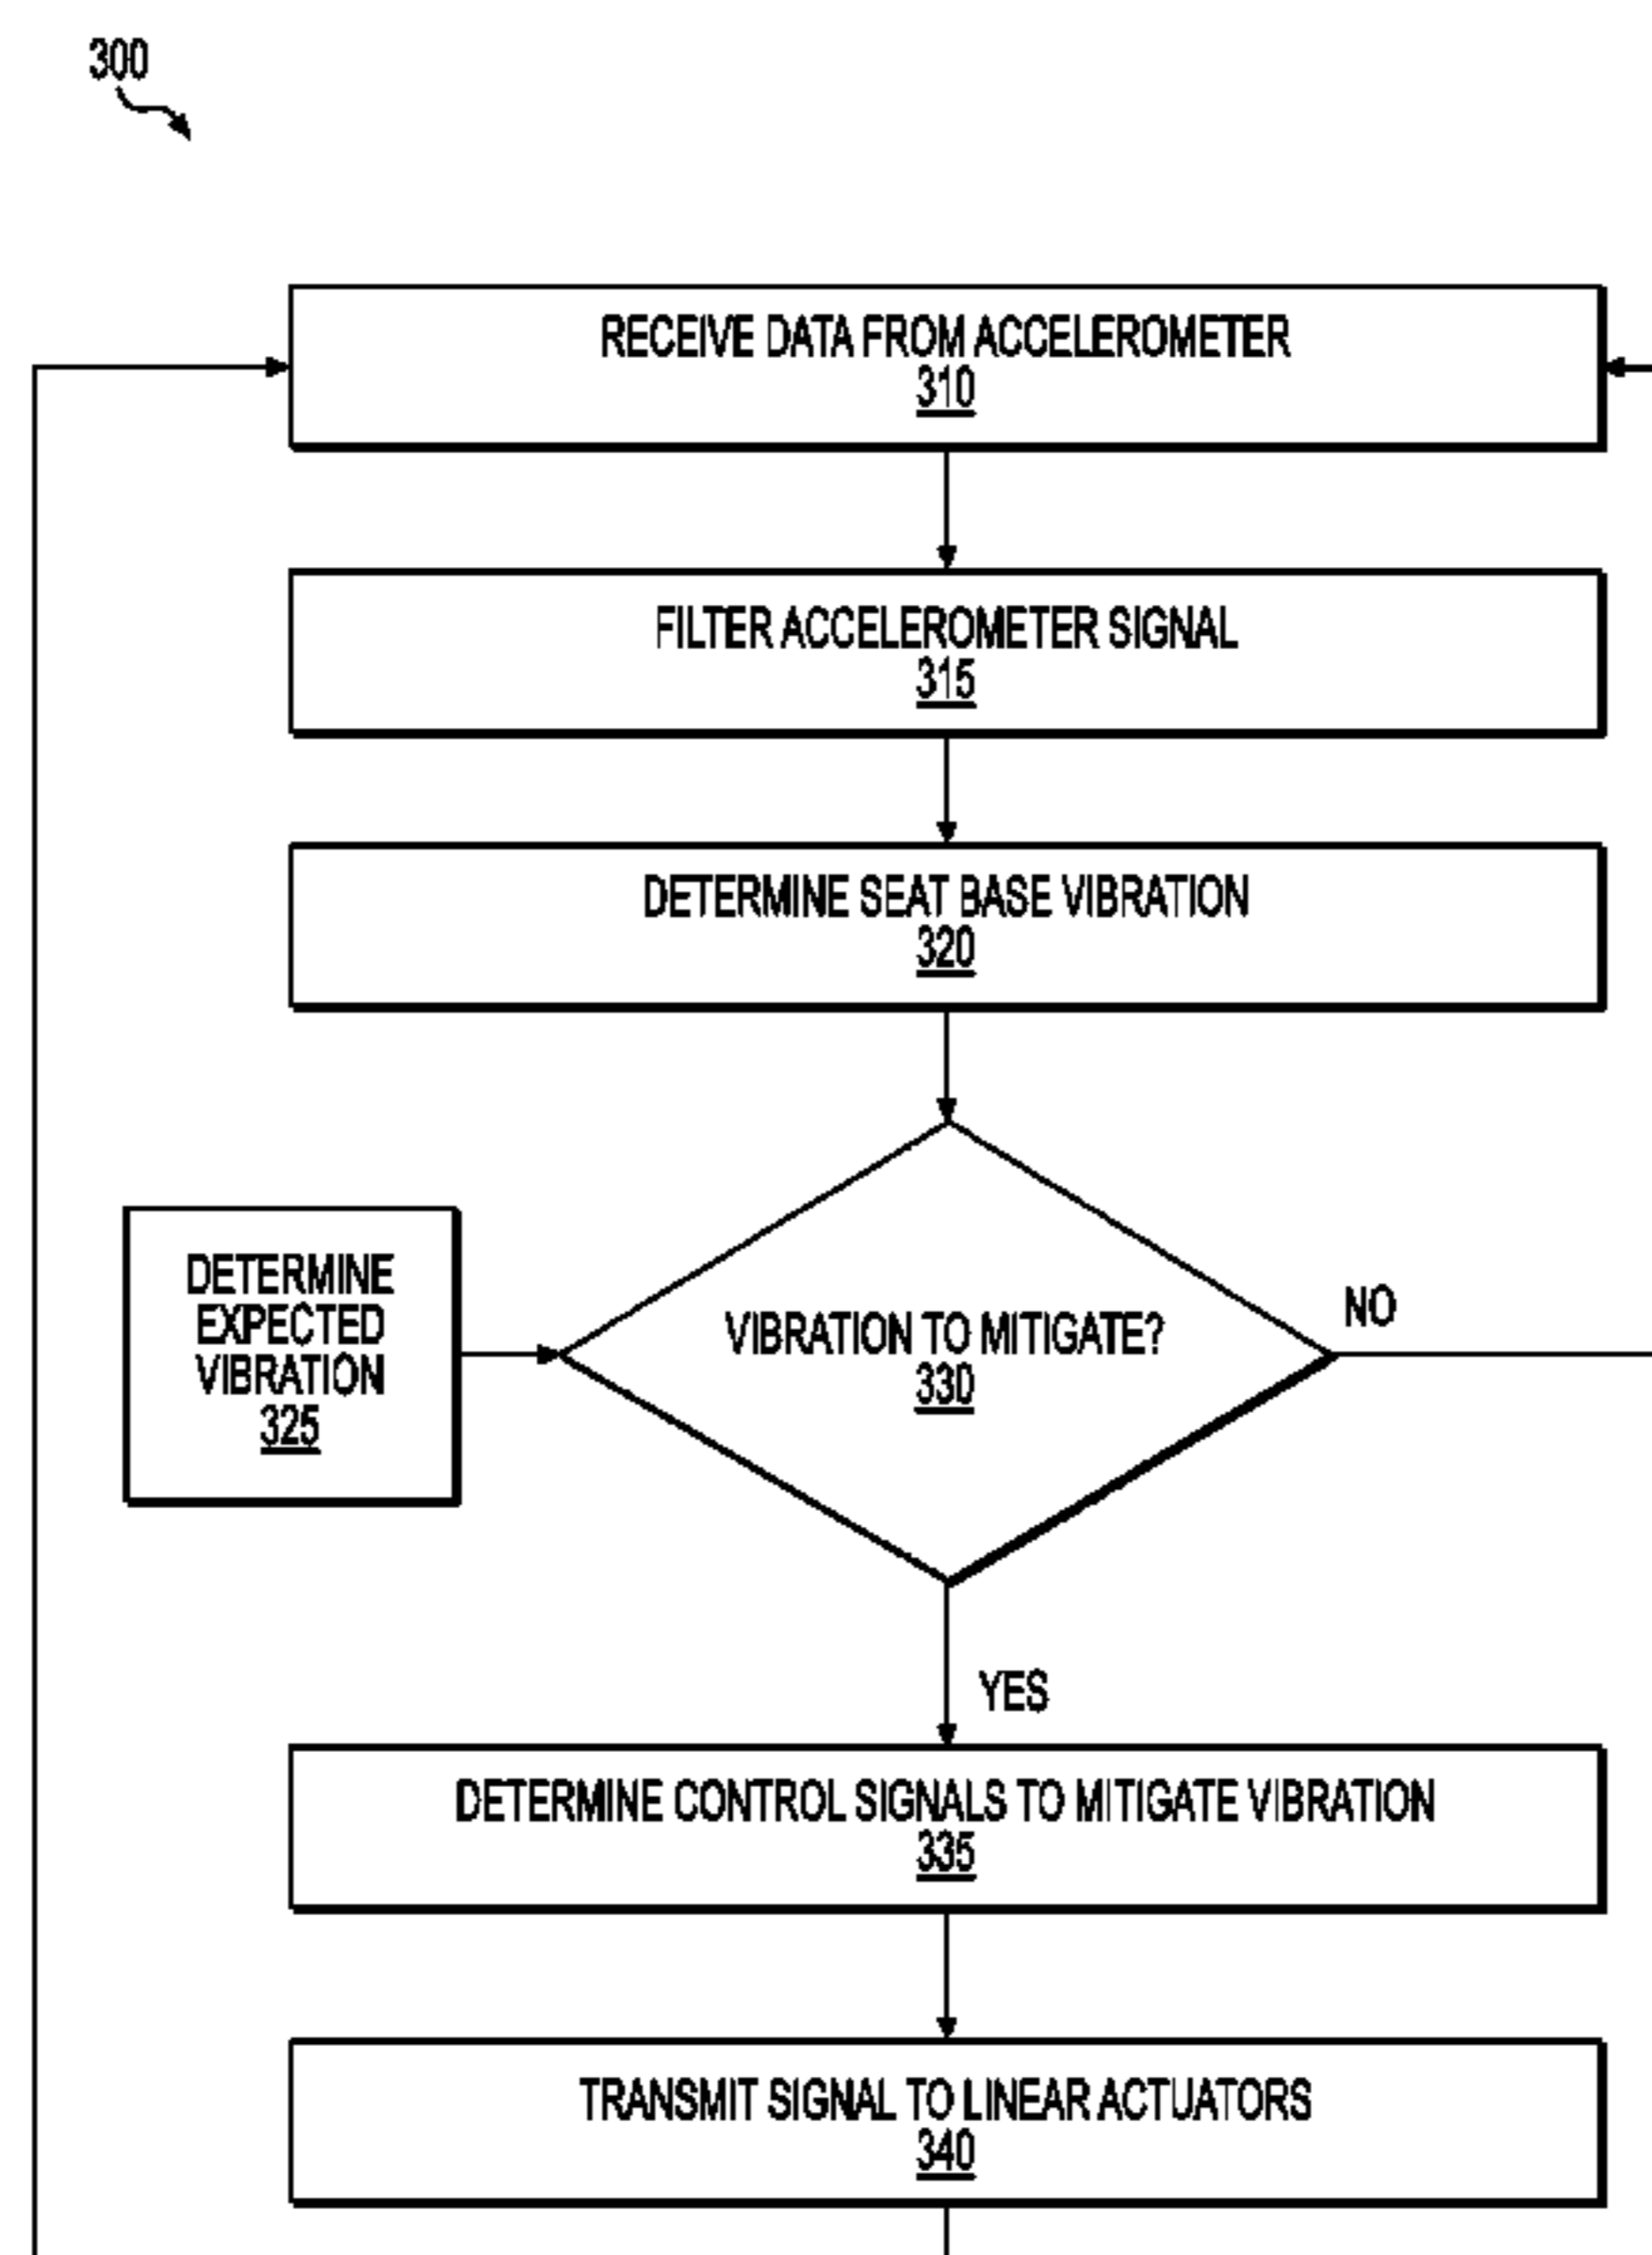 300
RECEIVE DATA FROM ACCELEROMETER
310
FILTER ACCELEROMETER SIGNAL
315
DETERMINE SEAT BASE VIBRATION
320
DETERMINE
EXPECTED
VIBRATION
325
VIBRATION TO MITIGATE?
330
NO
YES
DETERMINE CONTROL SIGNALS TO MITIGATE VIBRATION
335
TRANSMIT SIGNAL TO LINEAR ACTUATORS
340